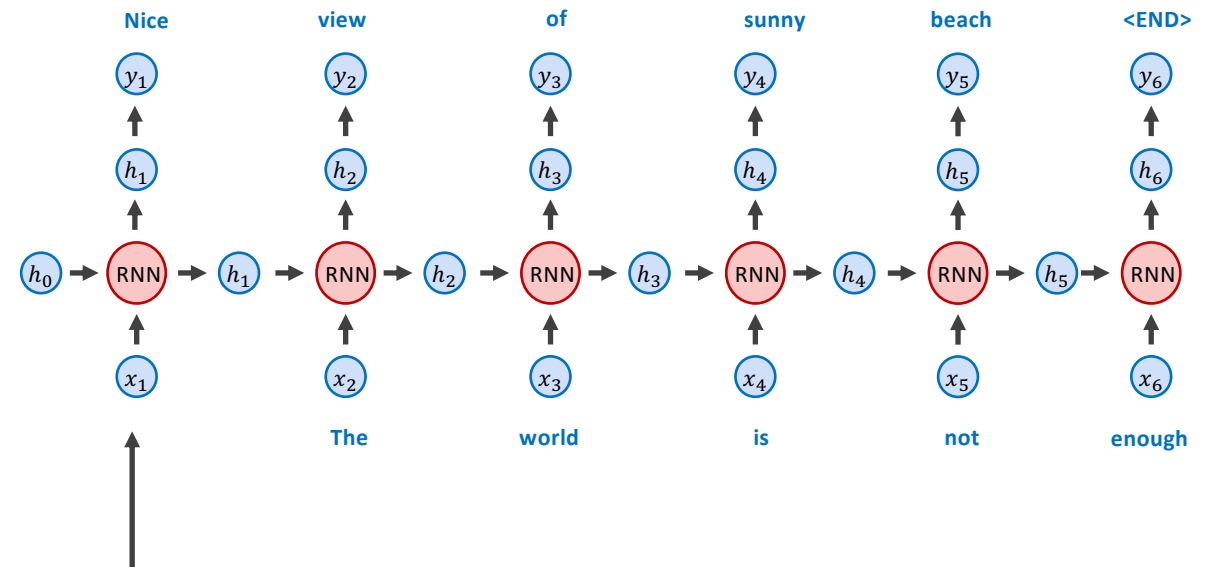 Nice view of sunny beach <END>
y₁ y₂ y₃ y₄ y₅ y₆
h₁ h₂ h₃ h₄ h₅ h₆
h₀ RNN h₁ RNN h₂ RNN h₃ RNN h₄ RNN h₅ RNN
x₁ x₂ x₃ x₄ x₅ x₆
The world is not enough